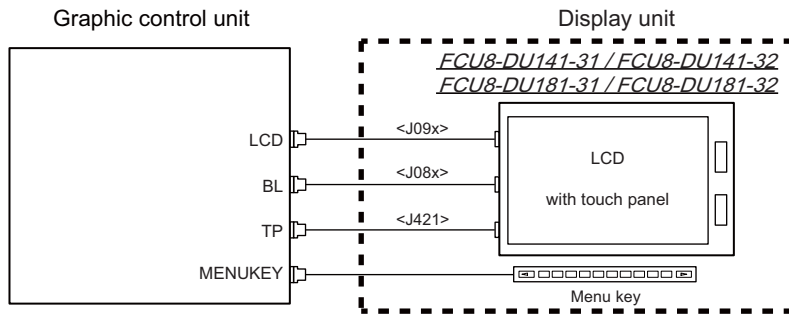 Graphic control unit
Display unit
FCU8-DU141-31 / FCU8-DU141-32
FCU8-DU181-31 / FCU8-DU181-32
LCD
<J09x>
LCD
BL
<J08x>
with touch panel
TP
<J421>
MENUKEY
Menu key